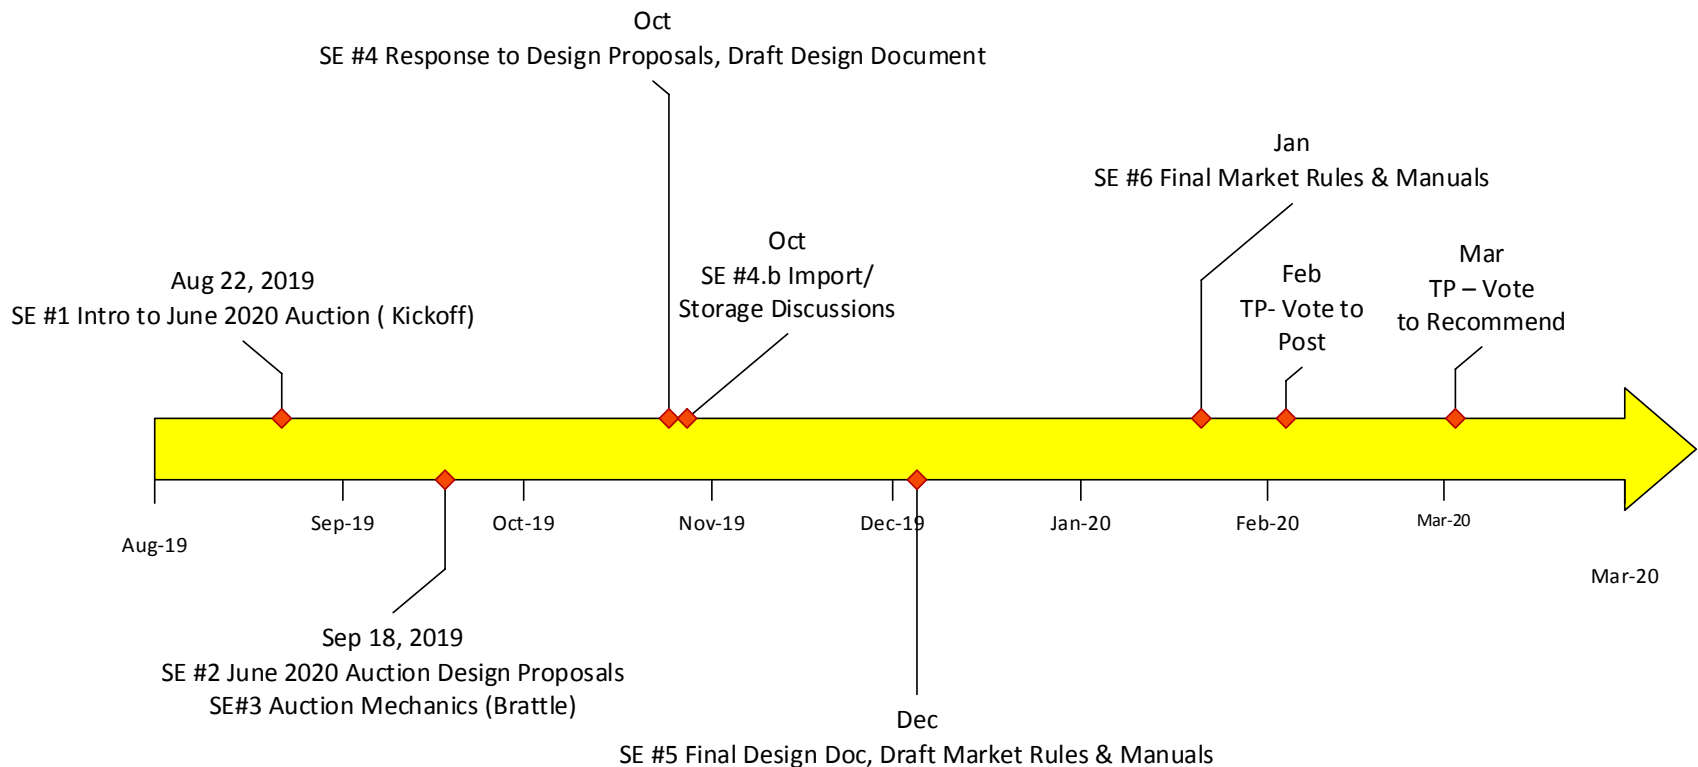 Oct
SE #4 Response to Design Proposals, Draft Design Document
Jan
SE #6 Final Market Rules & Manuals
Oct
SE #4.b Import/
Storage Discussions
Mar
TP – Vote
to Recommend
Feb
TP- Vote to
Post
Aug 22, 2019
SE #1 Intro to June 2020 Auction ( Kickoff)
Aug-19
Sep-19
Oct-19
Nov-19
Dec-19
Jan-20
Feb-20
Mar-20
Mar-20
Sep 18, 2019
SE #2 June 2020 Auction Design Proposals
SE#3 Auction Mechanics (Brattle)
Dec
SE #5 Final Design Doc, Draft Market Rules & Manuals